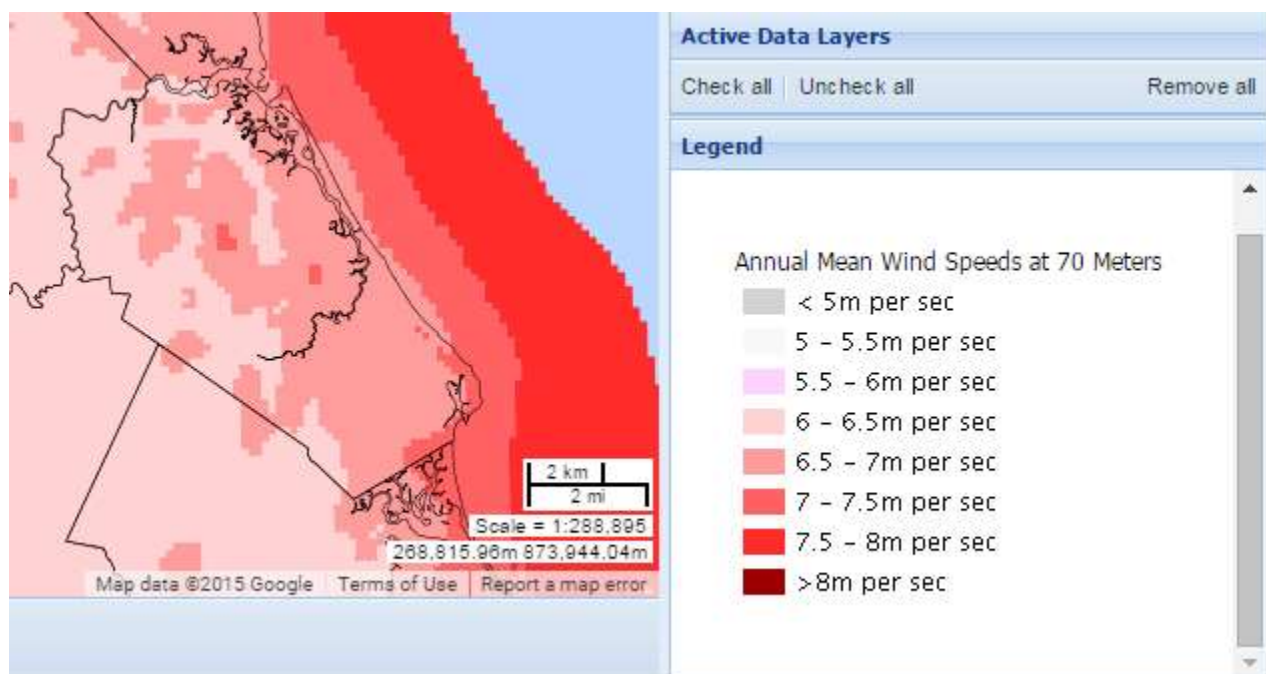 Active Data Layers
Check all Uncheck all Remove all
Legend
Annual Mean Wind Speeds at 70 Meters
< 5m per sec
5 - 5.5m per sec
5.5 - 6m per sec
6 - 6.5m per sec
6.5 - 7m per sec
7 - 7.5m per sec
7.5 - 8m per sec
>8m per sec
2 km
2 mi
Scale = 1:288,895
268,815.96m 873,944.04m
Map data ©2015 Google Terms of Use Report a map error